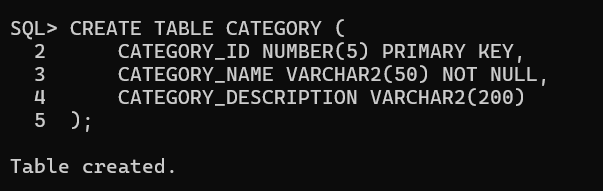 SQL> CREATE TABLE CATEGORY (
  2      CATEGORY_ID NUMBER(5) PRIMARY KEY,
  3      CATEGORY_NAME VARCHAR2(50) NOT NULL,
  4      CATEGORY_DESCRIPTION VARCHAR2(200)
  5  );
Table created.